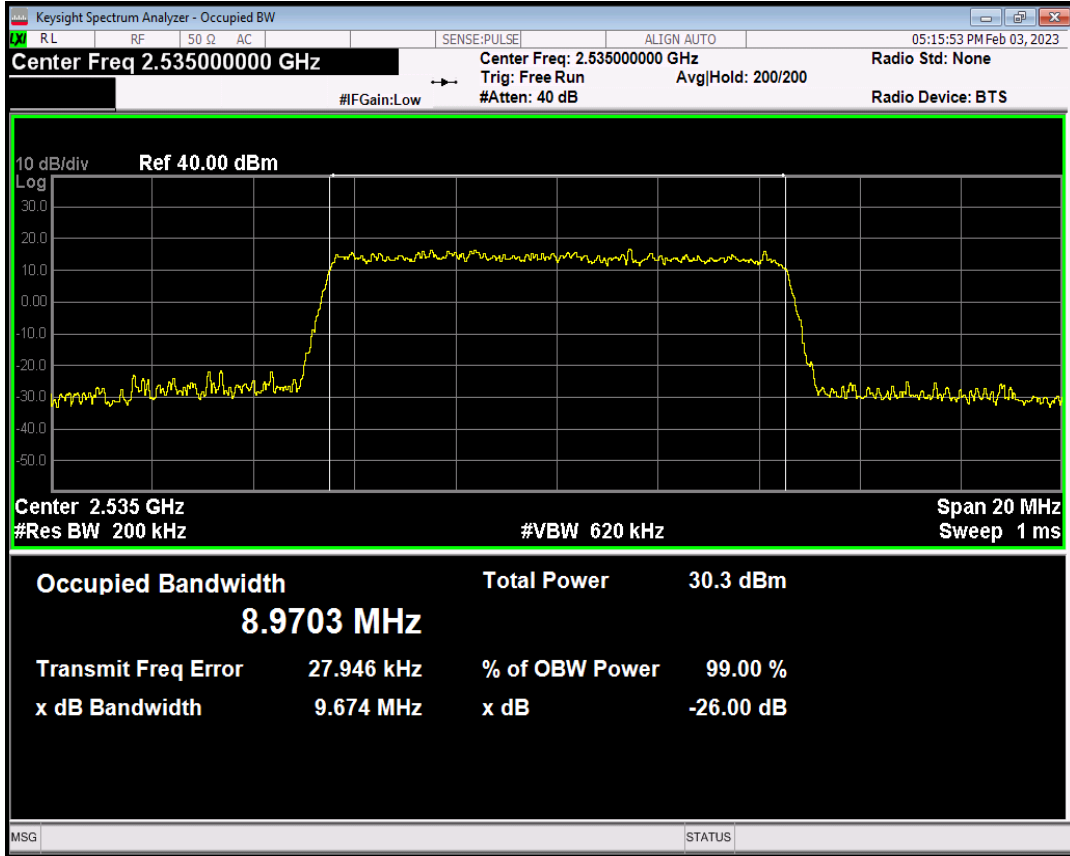 Keysight Spectrum Analyzer - Occupied BW
LXI RL RF 50 Ω AC SENSE:PULSE ALIGN AUTO 05:15:53 PM Feb 03, 2023
Center Freq 2.535000000 GHz Center Freq: 2.535000000 GHz Radio Std: None
Trig: Free Run Avg|Hold: 200/200
#IFGain:Low #Atten: 40 dB Radio Device: BTS
10 dB/div Ref 40.00 dBm
Log
30.0
20.0
10.0
0.00
-10.0
-20.0
-30.0
-40.0
-50.0
Center 2.535 GHz Span 20 MHz
#Res BW 200 kHz #VBW 620 kHz Sweep 1 ms
Occupied Bandwidth Total Power 30.3 dBm
8.9703 MHz
Transmit Freq Error 27.946 kHz % of OBW Power 99.00 %
x dB Bandwidth 9.674 MHz x dB -26.00 dB
MSG STATUS